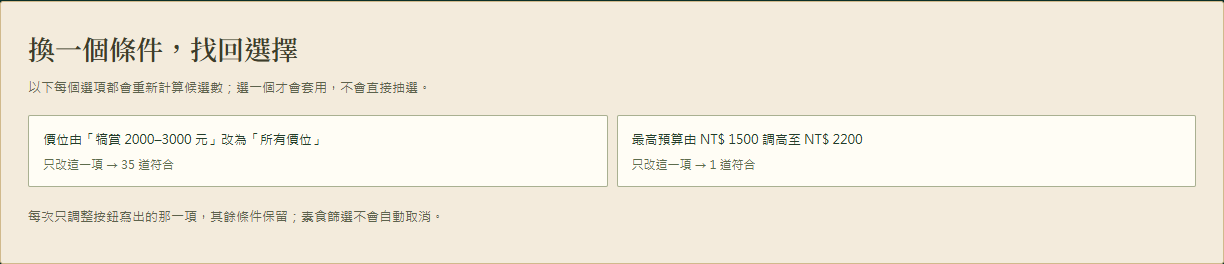 換一個條件，找回選擇
以下每個選項都會重新計算候選數；選一個才會套用，不會直接抽選。
價位由「犒賞 2000–3000 元」改為「所有價位」
只改這一項 → 35 道符合
最高預算由 NT$ 1500 調高至 NT$ 2200
只改這一項 → 1 道符合
每次只調整按鈕寫出的那一項，其餘條件保留；素食篩選不會自動取消。